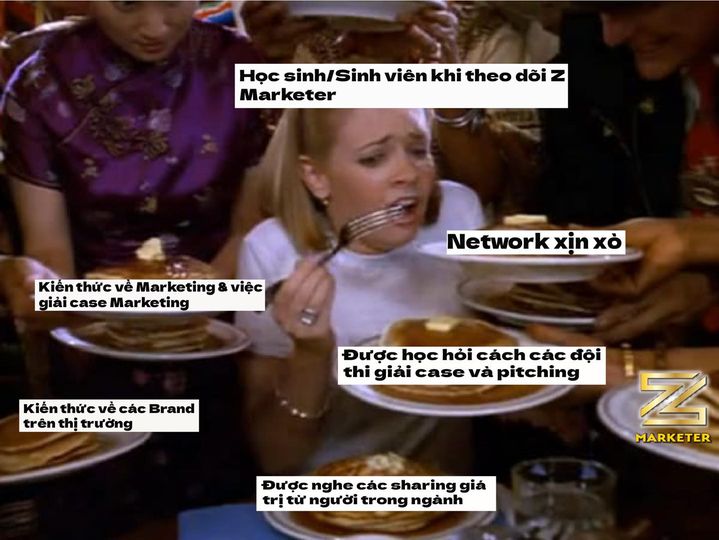 Học sinh/Sinh viên khi theo dõi Z
Marketer
Network xịn xò
Kiến thức về Marketing & việc
giải case Marketing
Được học hỏi cách các đội
thi giải case và pitching
Kiến thức về các Brand
trên thị trường
Z
MARKETER
Được nghe các sharing giá
trị từ người trong ngành